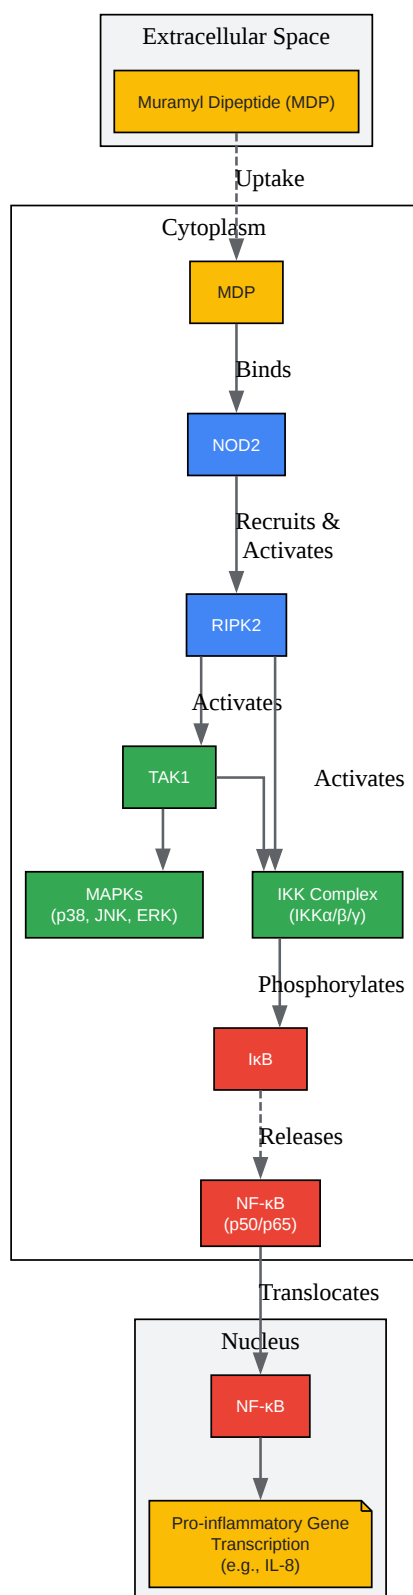 Extracellular Space
Muramyl Dipeptide (MDP)
Uptake
Cytoplasm
MDP
Binds
NOD2
Recruits &
Activates
RIPK2
Activates
TAK1
Activates
MAPKs
(p38, JNK, ERK)
IKK Complex
(IKKα/β/γ)
Phosphorylates
IκB
Releases
NF-κB
(p50/p65)
Translocates
Nucleus
NF-κB
Pro-inflammatory Gene
Transcription
(e.g., IL-8)